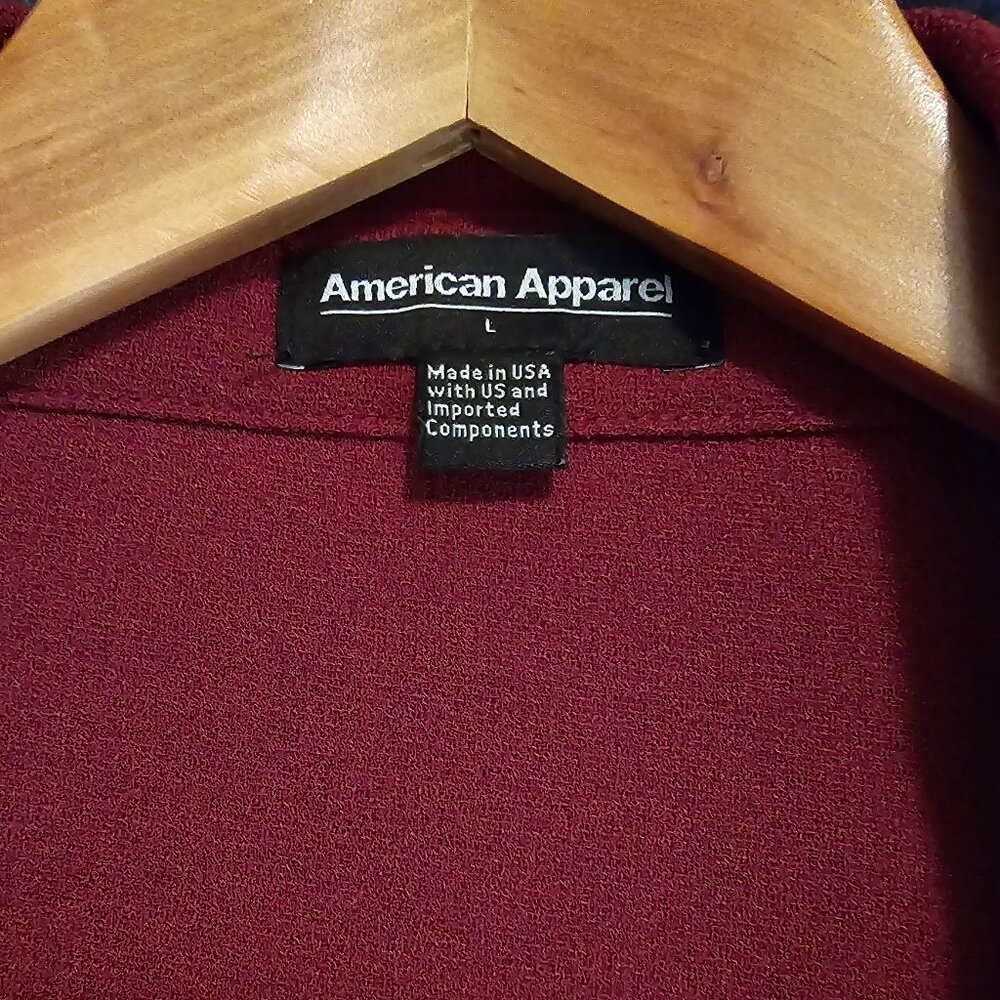 American Apparel
L
Made in USA
with US and
Imported
Components